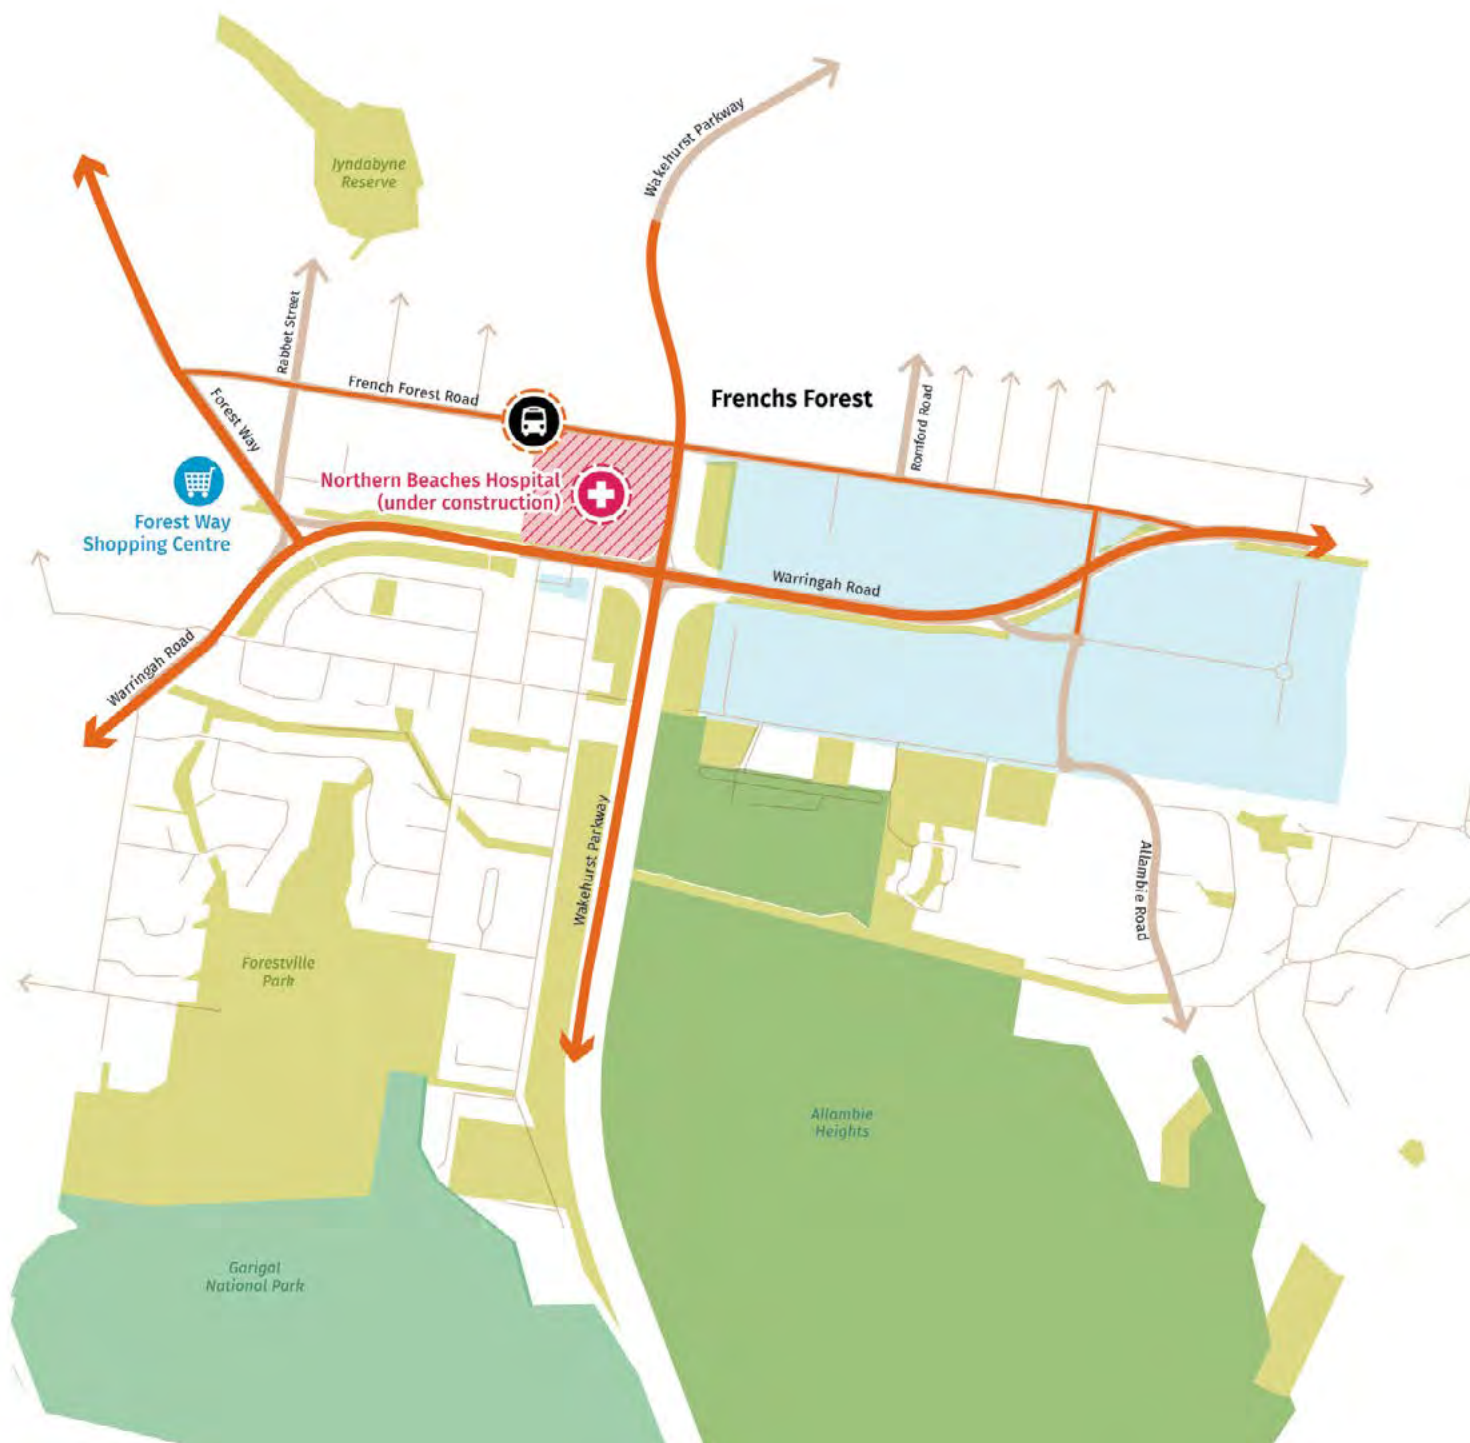 Wakehurst Parkway
Jyndabyne
Reserve
Rabbet Street
French Forest Road
Forest Way
Frenchs Forest
Romford Road
Northern Beaches Hospital
(under construction)
Forest Way
Shopping Centre
Warringah Road
Warringah Road
Wakehurst Parkway
Allambie Road
Forestville
Park
Allambie
Heights
Garigal
National Park